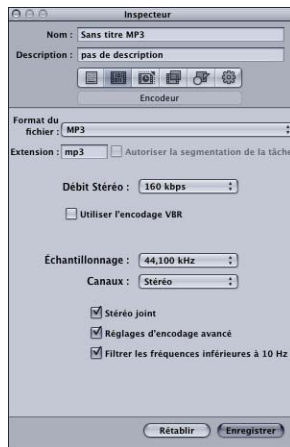 Inspecteur
Nom : Sans titre MP3
Description : pas de description
Encodeur
Format du
fichier : MP3
Extension : mp3 Autoriser la segmentation de la tâche
Débit Stéréo : 160 kbps
Utiliser l'encodage VBR
Échantillonnage : 44,100 kHz
Canaux : Stéréo
Stéréo joint
Réglages d'encodage avancé
Filtrer les fréquences inférieures à 10 Hz
Rétablir Enregistrer